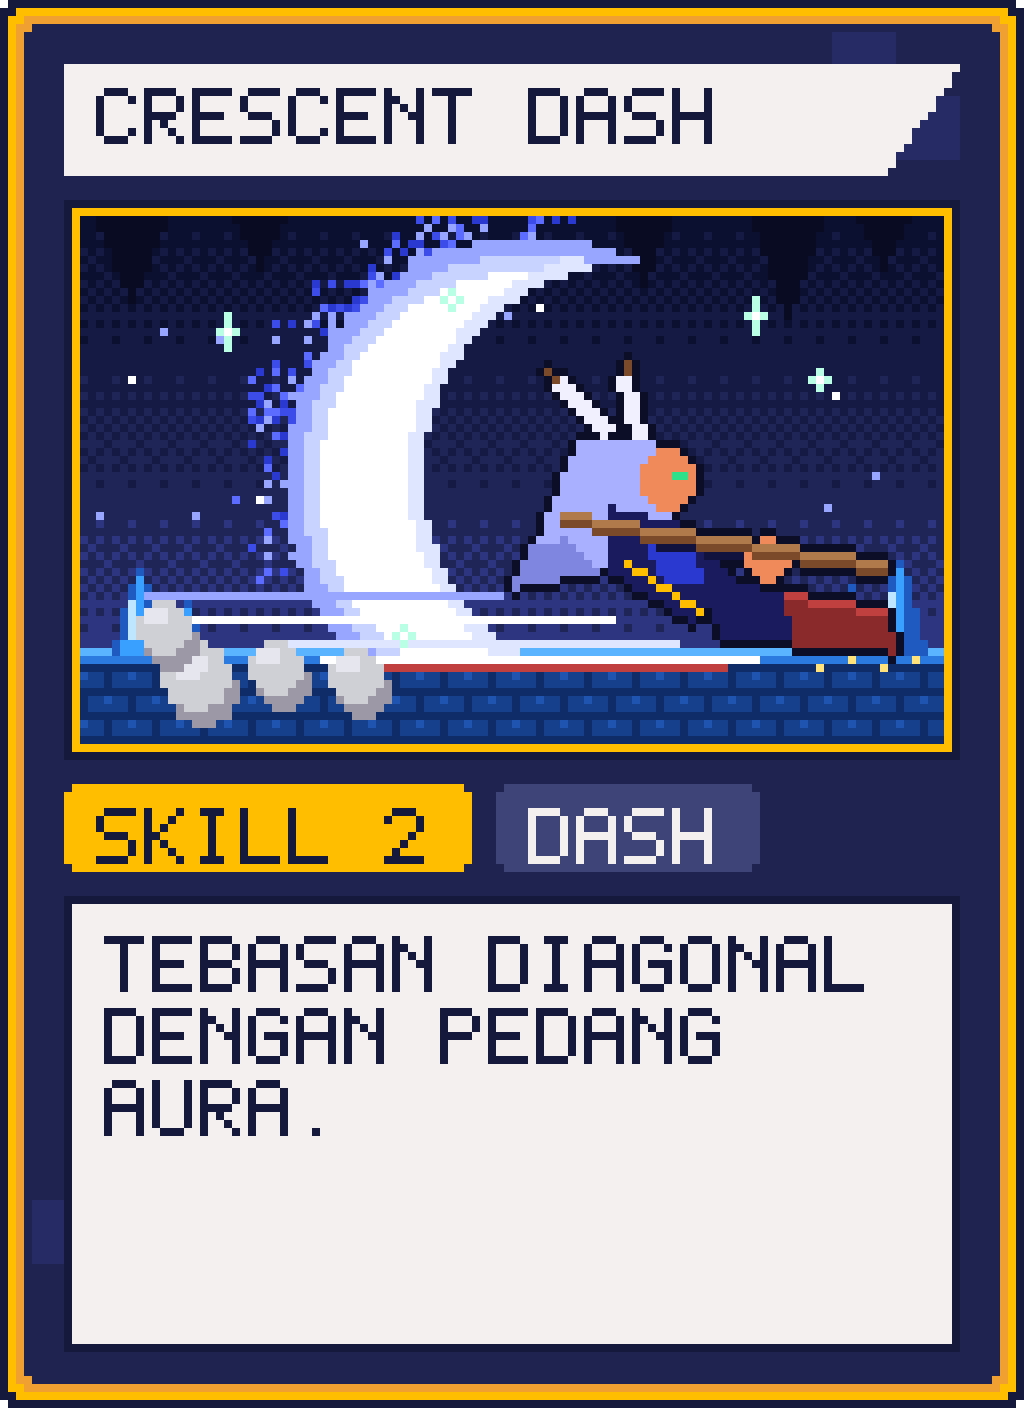 CRESCENT DASH
SKILL 2
DASH
TEBASAN DIAGONAL
DENGAN PEDANG
AURA.